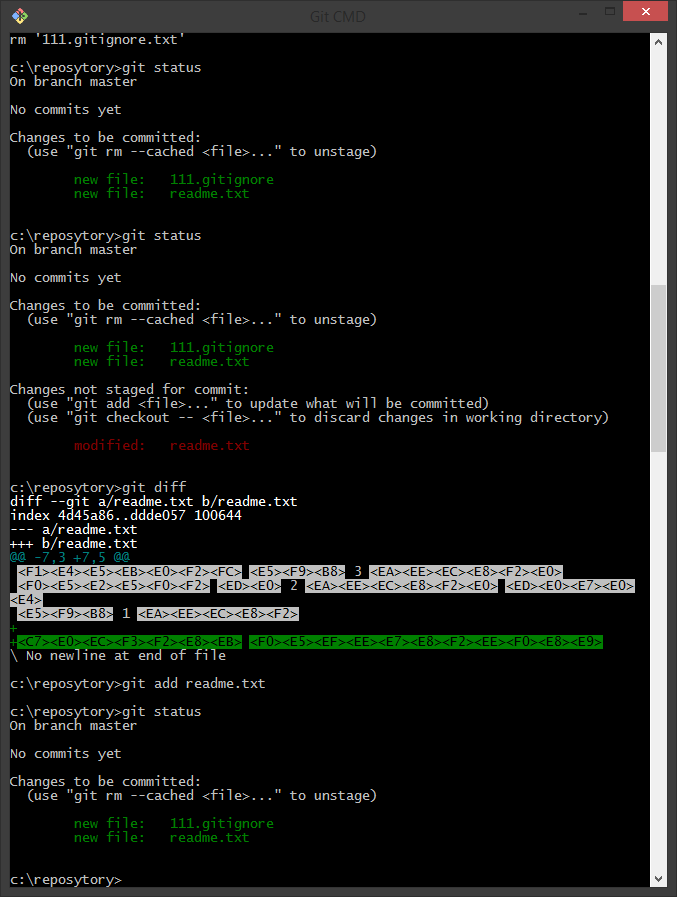 Git CMD
rm '111.gitignore.txt'
c:\reposytory>git status
On branch master
No commits yet
Changes to be committed:
(use "git rm --cached <file>..." to unstage)
new file: 111.gitignore
new file: readme.txt
c:\reposytory>git status
On branch master
No commits yet
Changes to be committed:
(use "git rm --cached <file>..." to unstage)
new file: 111.gitignore
new file: readme.txt
Changes not staged for commit:
(use "git add <file>..." to update what will be committed)
(use "git checkout -- <file>..." to discard changes in working directory)
modified: readme.txt
c:\reposytory>git diff
diff --git a/readme.txt b/readme.txt
index 4d45a86..ddde057 100644
--- a/readme.txt
+++ b/readme.txt
@@ -7,3 +7,5 @@
<F1><E4><E5><EB><E0><F2><FC> <E5><F9><B8> 3 <EA><EE><EC><E8><F2><E0>
<F0><E5><E2><E5><F0><F2> <ED><E0> 2 <EA><EE><EC><E8><F2><E0> <ED><E0><E7><E0>
<E4>
<E5><F9><B8> 1 <EA><EE><EC><E8><F2>
+
+<C7><E0><EC><F3><F2><E8><EB> <F0><E5><EF><EE><E7><E8><F2><EE><F0><E8><E9>
\ No newline at end of file
c:\reposytory>git add readme.txt
c:\reposytory>git status
On branch master
No commits yet
Changes to be committed:
(use "git rm --cached <file>..." to unstage)
new file: 111.gitignore
new file: readme.txt
c:\reposytory>